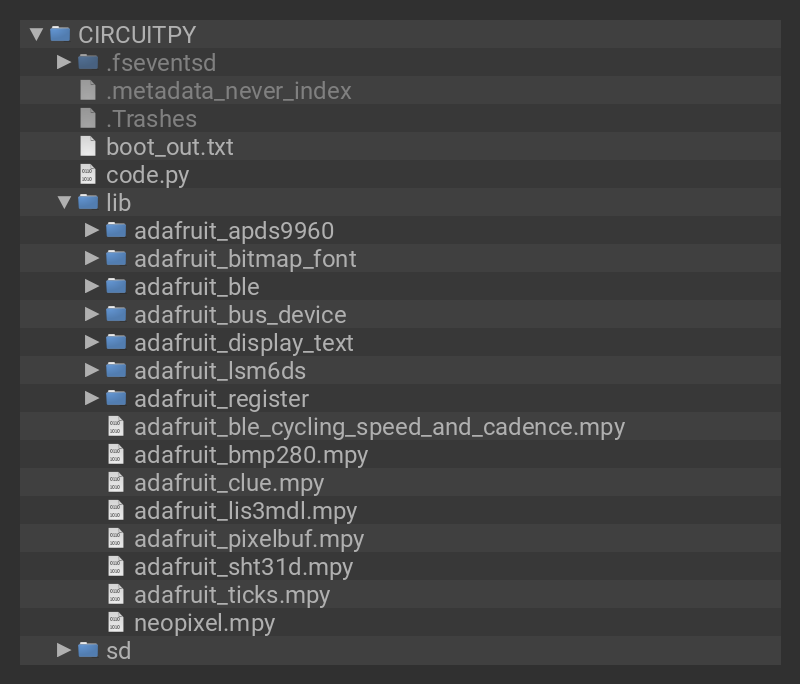 CIRCUITPY
.fseventsd
.metadata_never_index
.Trashes
boot_out.txt
code.py
lib
adafruit_apds9960
adafruit_bitmap_font
adafruit_ble
adafruit_bus_device
adafruit_display_text
adafruit_lsm6ds
adafruit_register
adafruit_ble_cycling_speed_and_cadence.mpy
adafruit_bmp280.mpy
adafruit_clue.mpy
adafruit_lis3mdl.mpy
adafruit_pixelbuf.mpy
adafruit_sht31d.mpy
adafruit_ticks.mpy
neopixel.mpy
sd